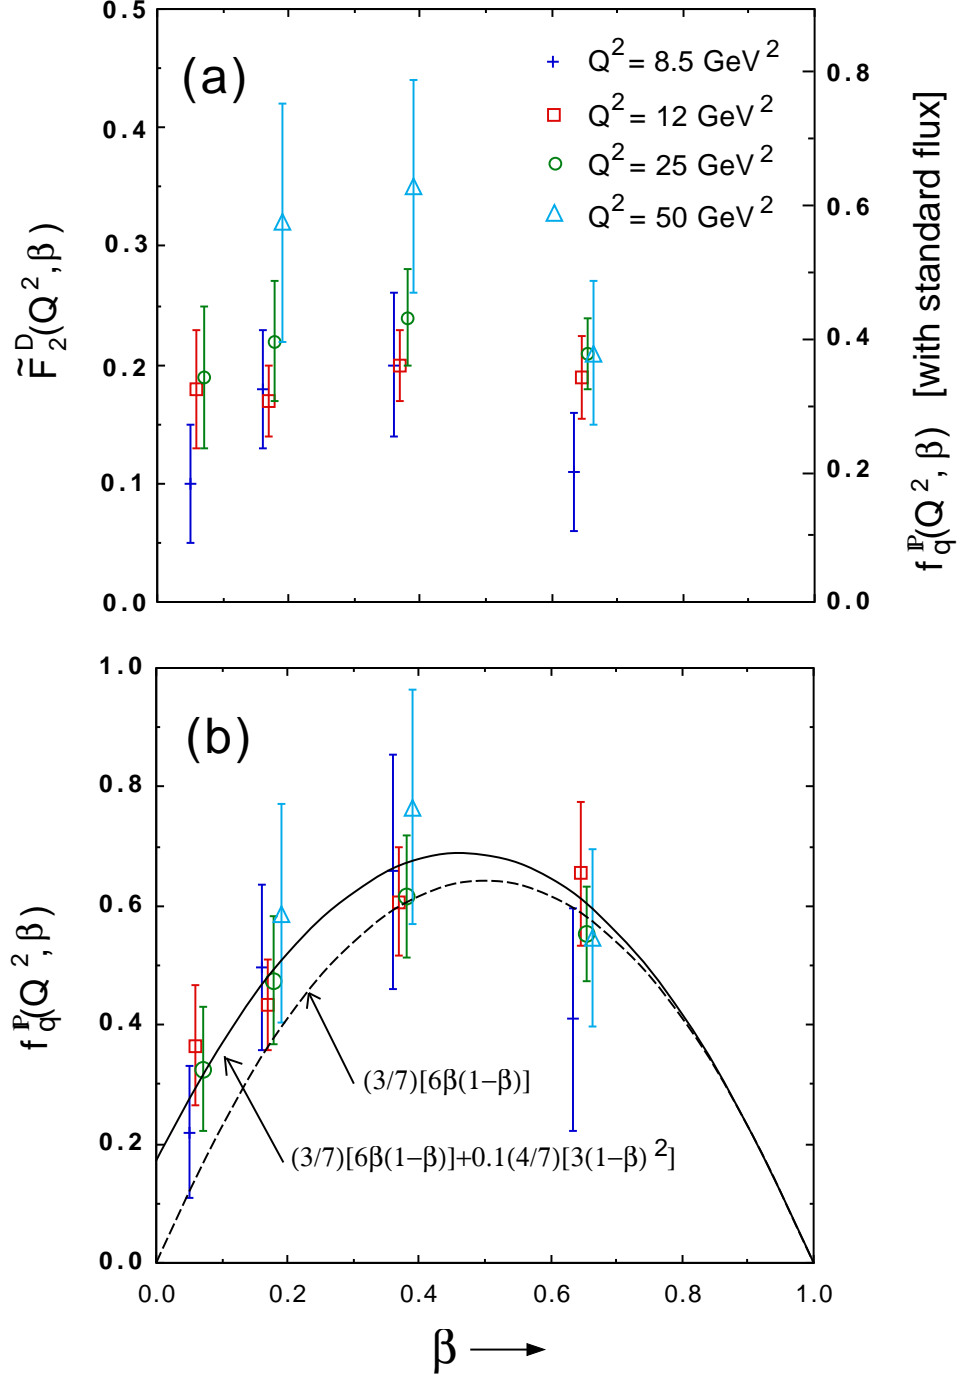 (a)
Q² = 8.5 GeV²
Q² = 12 GeV²
Q² = 25 GeV²
Q² = 50 GeV²
0.5
0.4
0.3
0.2
0.1
0.0
F̃₂ᴰ(Q², β)
0.8
0.6
0.4
0.2
0.0
f_q^ℙ(Q², β) [with standard flux]
(b)
1.0
0.8
0.6
0.4
0.2
0.0
f_q^ℙ(Q², β)
(3/7)[6β(1−β)]
(3/7)[6β(1−β)]+0.1(4/7)[3(1−β)²]
0.0 0.2 0.4 0.6 0.8 1.0
β